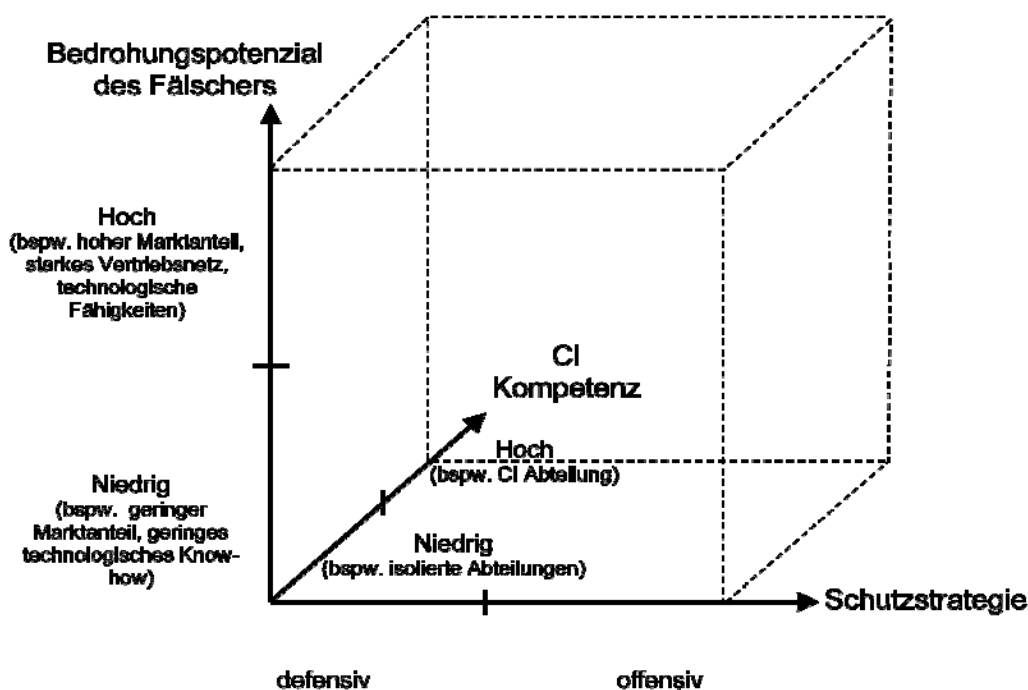 Bedrohungspotenzial
des Fälschers
Hoch
(bspw. hoher Marktanteil,
starkes Vertriebsnetz,
technologische
Fähigkeiten)
CI
Kompetenz
Hoch
(bspw. CI Abteilung)
Niedrig
(bspw. geringer
Marktanteil, geringes
technologisches Know-
how)
Niedrig
(bspw. isolierte Abteilungen)
Schutzstrategie
defensiv
offensiv